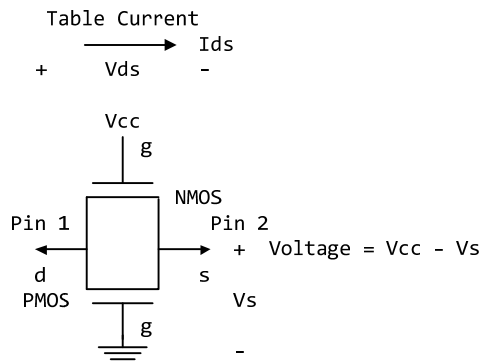 Table Current
Ids
+ Vds -
Vcc
g
NMOS
Pin 1 Pin 2
+ Voltage = Vcc - Vs
d s
PMOS Vs
g
-